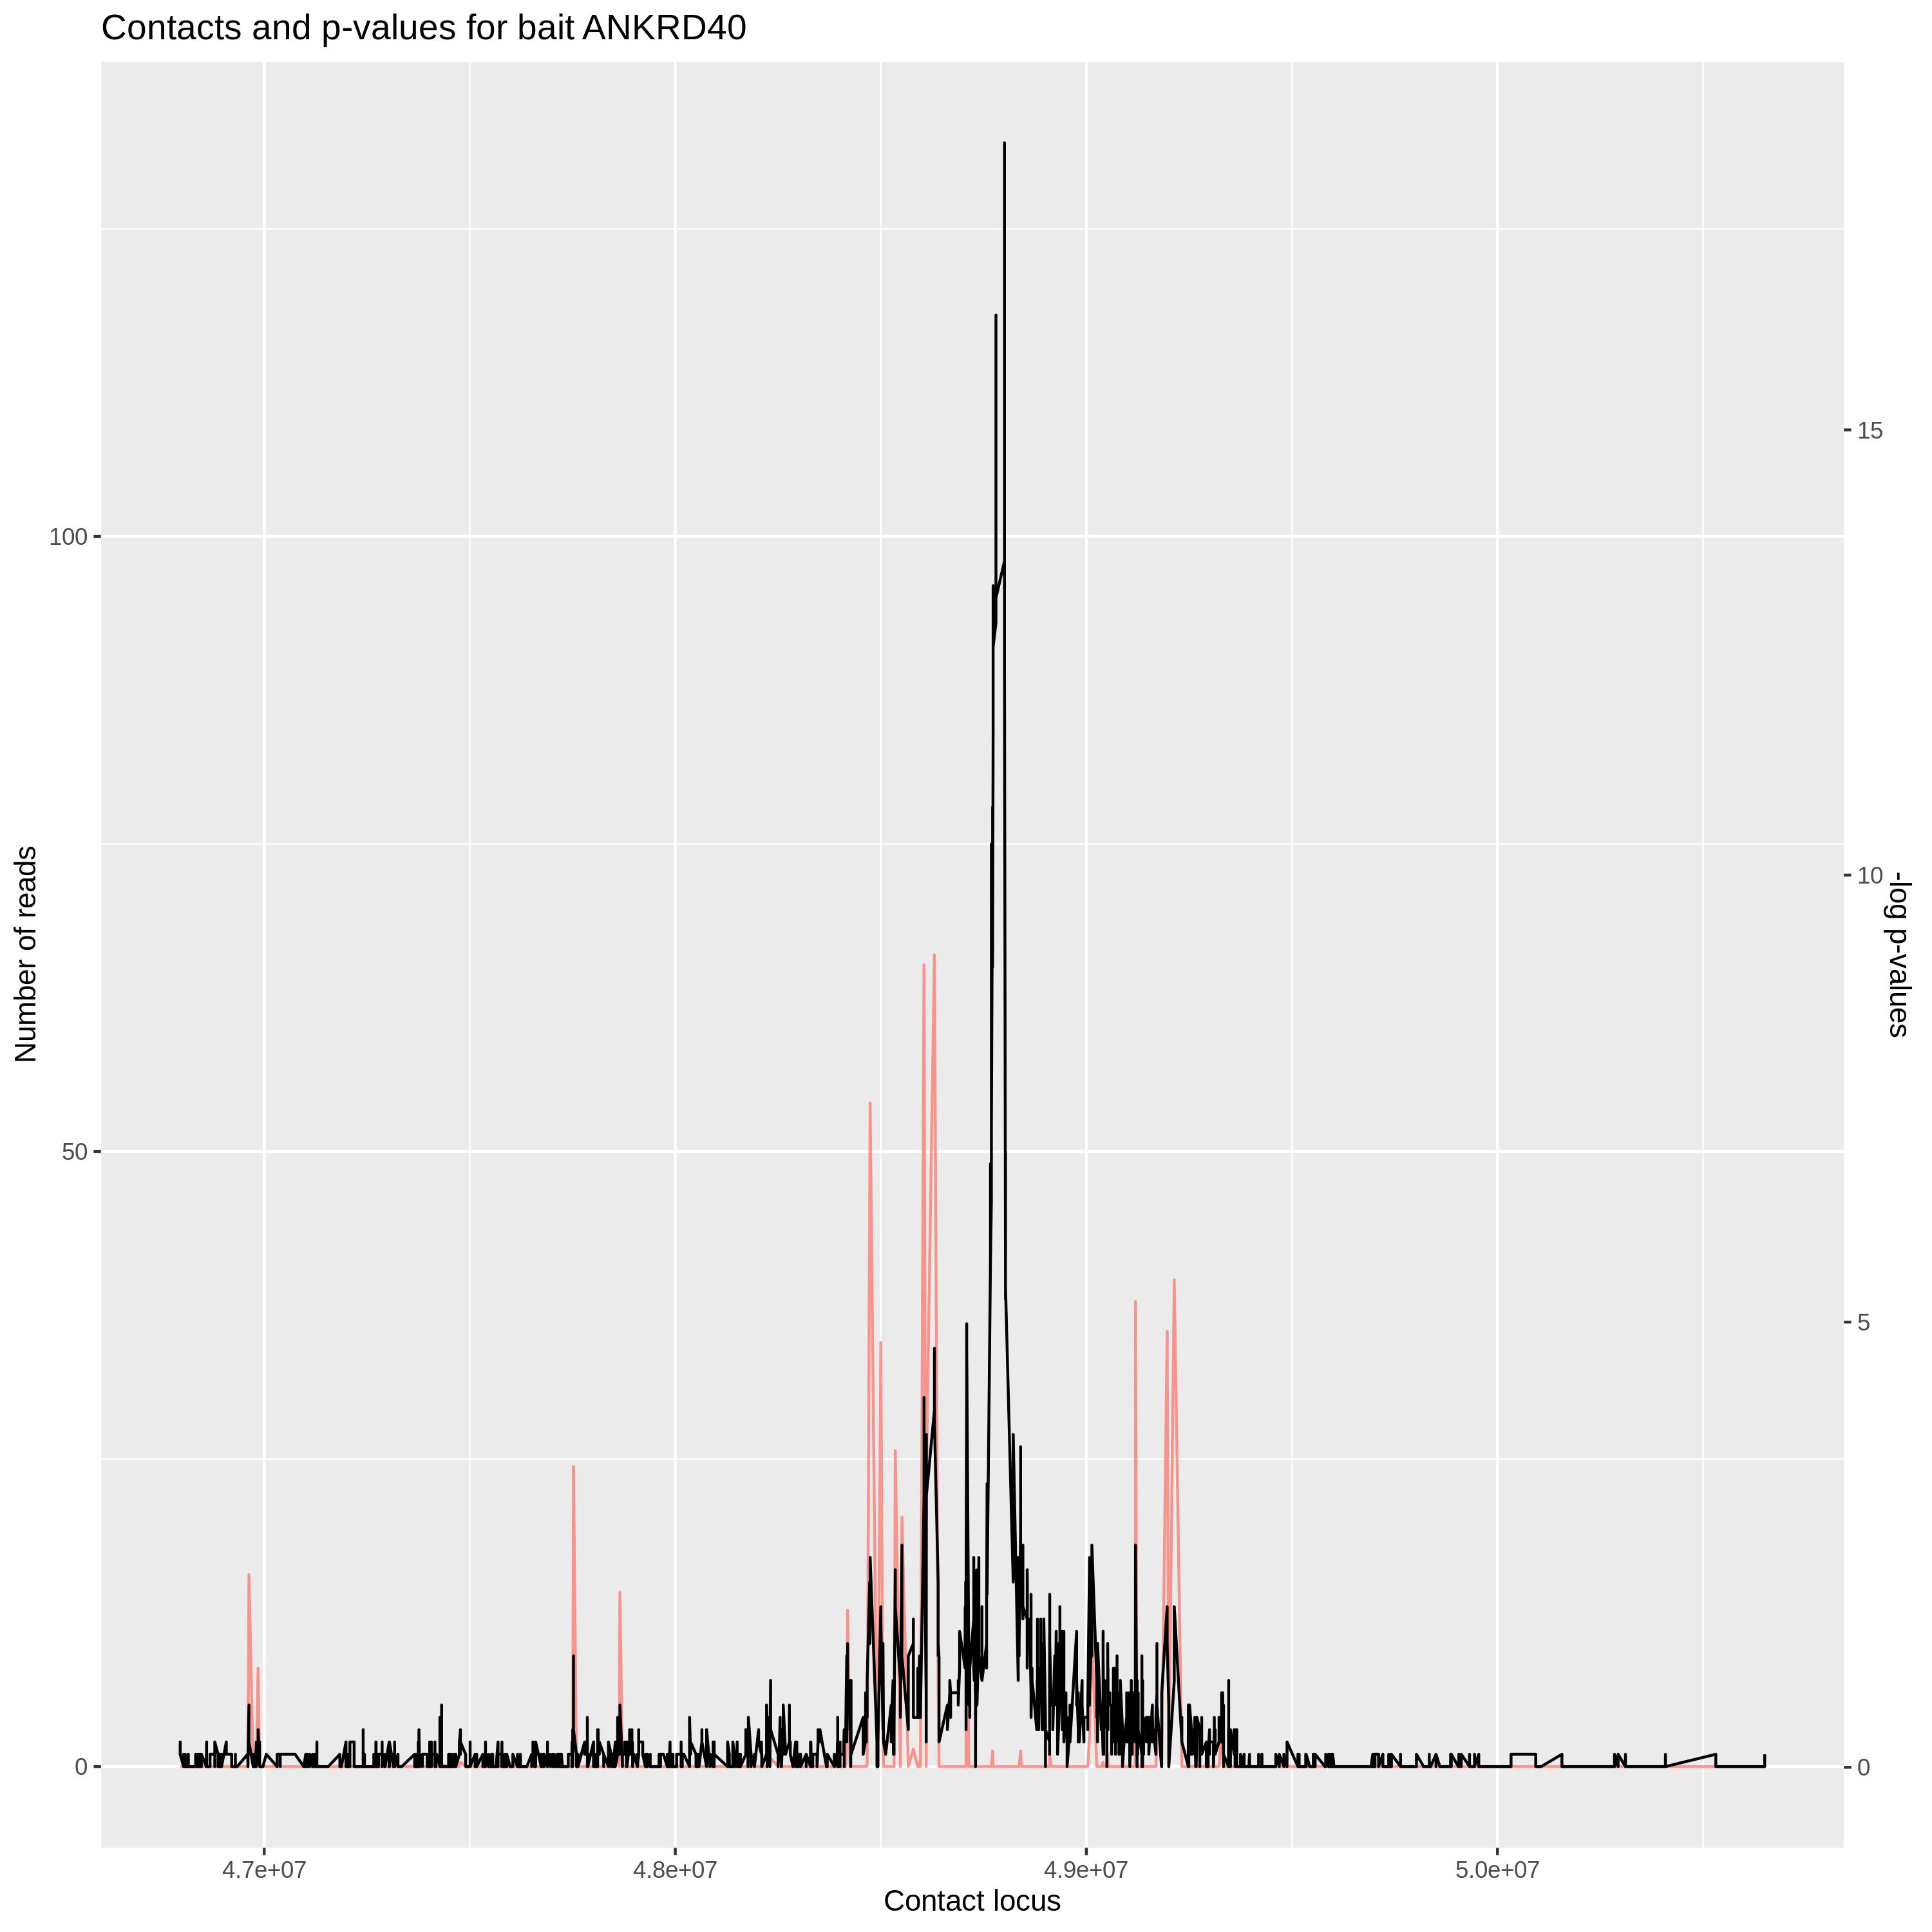 Contacts and p-values for bait ANKRD40
Number of reads
100
50
0
15
10
5
0
-log p-values
4.7e+07
4.8e+07
4.9e+07
5.0e+07
Contact locus